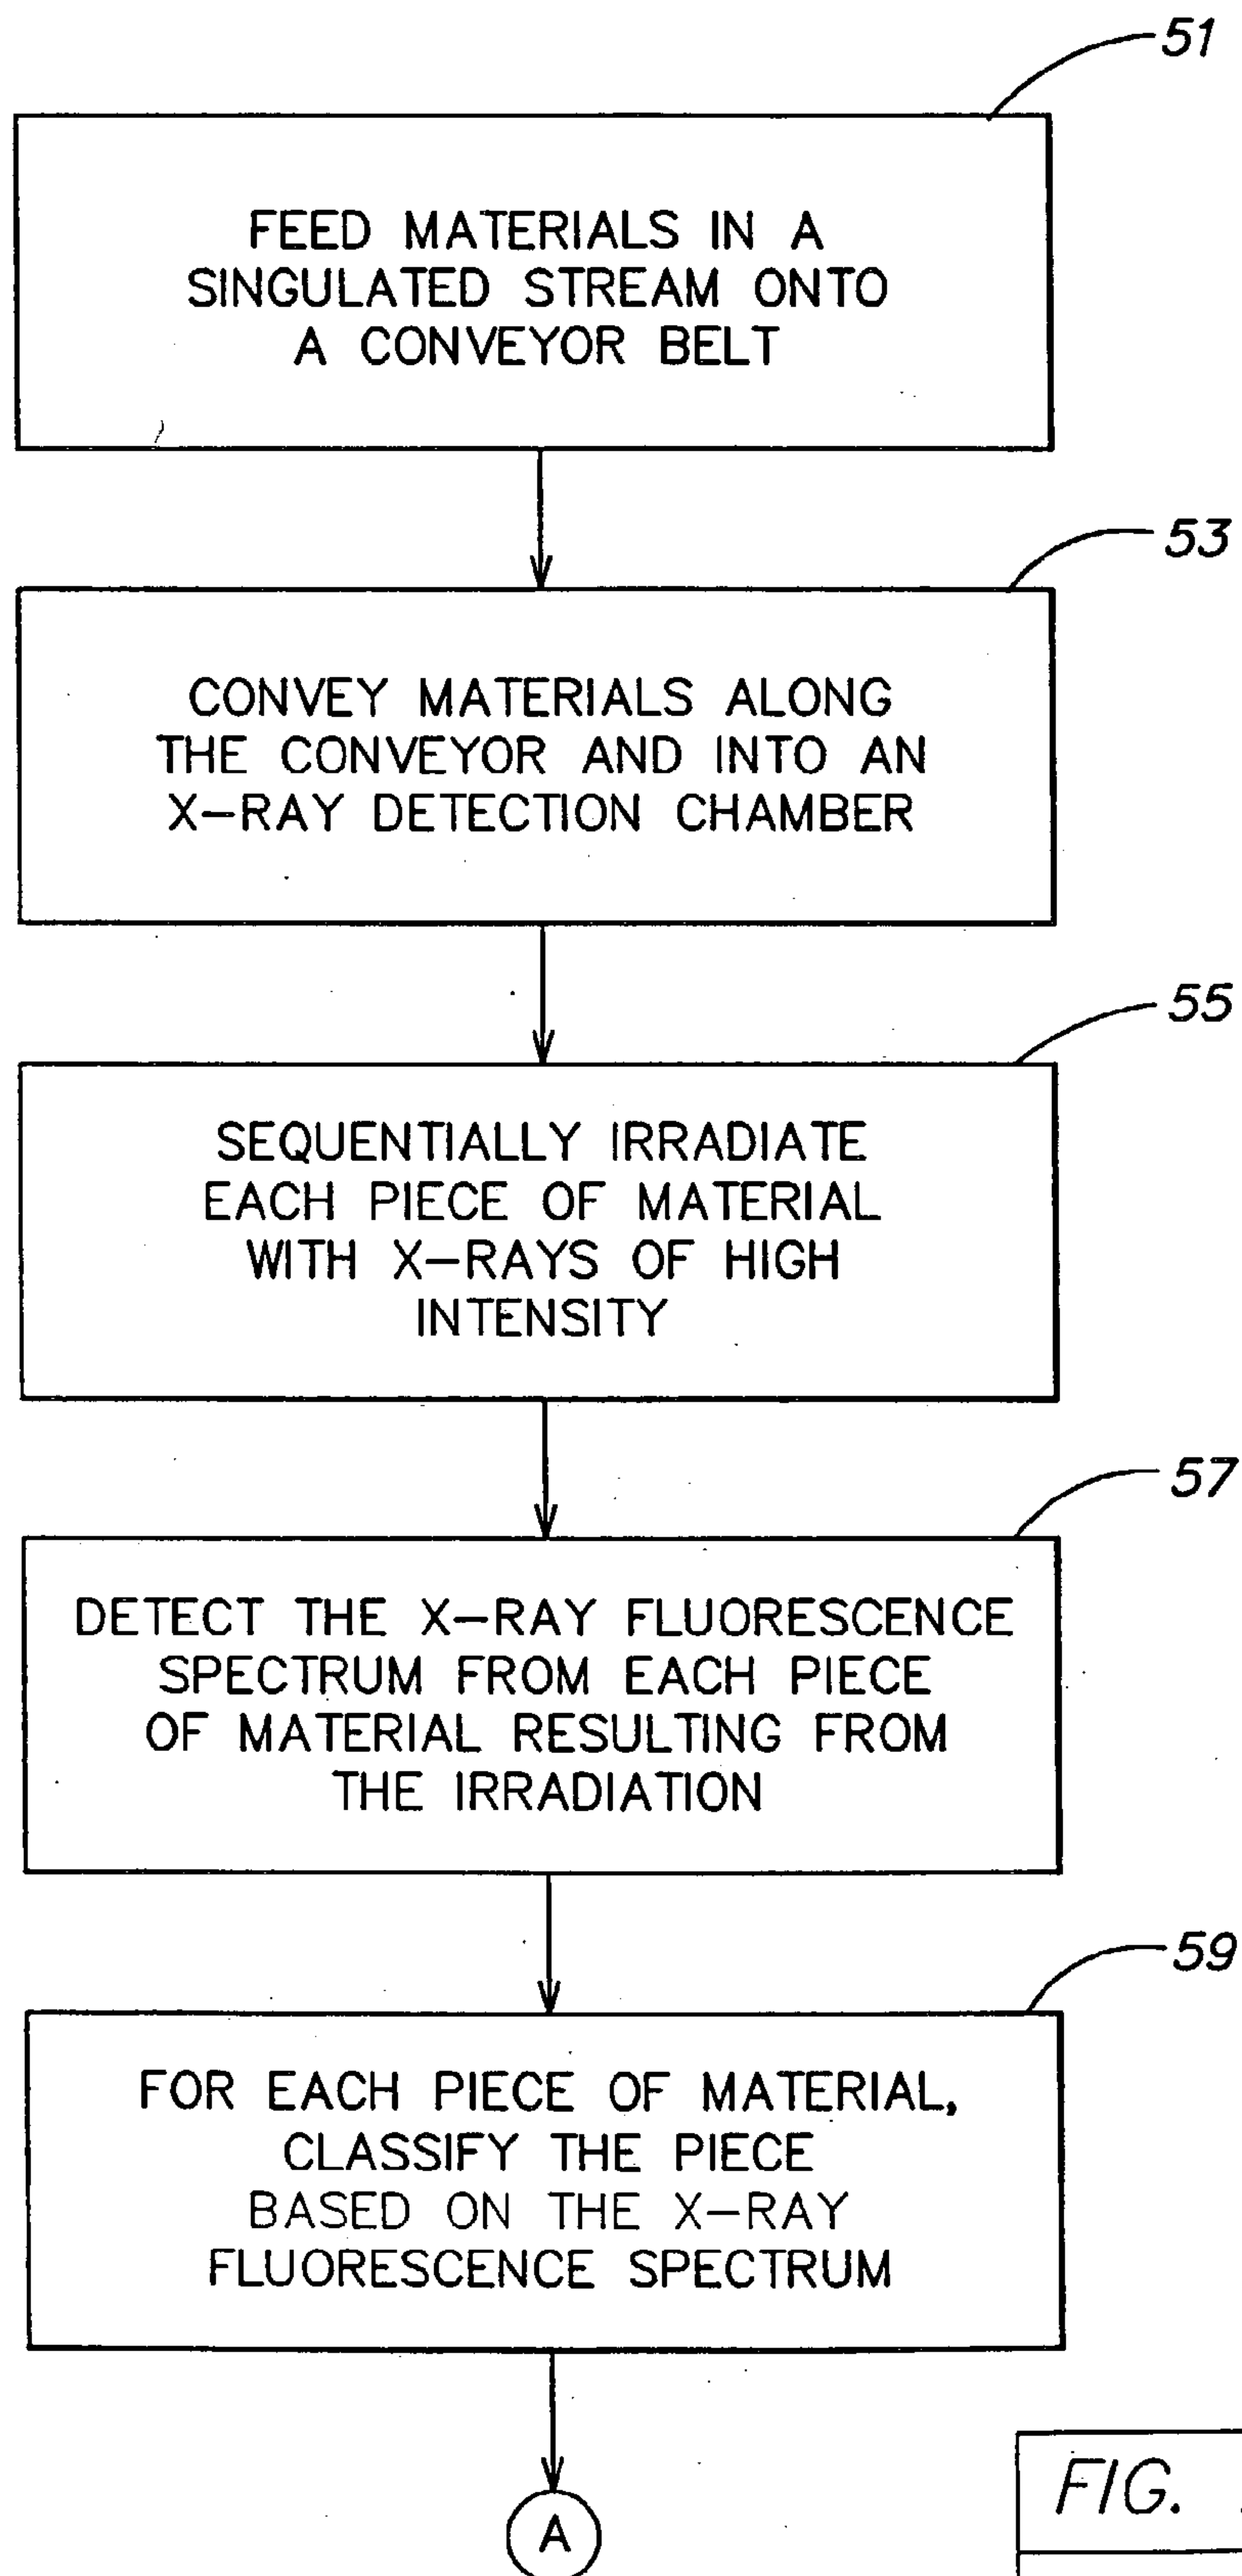 51
FEED MATERIALS IN A
SINGULATED STREAM ONTO
A CONVEYOR BELT
53
CONVEY MATERIALS ALONG
THE CONVEYOR AND INTO AN
X-RAY DETECTION CHAMBER
55
SEQUENTIALLY IRRADIATE
EACH PIECE OF MATERIAL
WITH X-RAYS OF HIGH
INTENSITY
57
DETECT THE X-RAY FLUORESCENCE
SPECTRUM FROM EACH PIECE
OF MATERIAL RESULTING FROM
THE IRRADIATION
59
FOR EACH PIECE OF MATERIAL,
CLASSIFY THE PIECE
BASED ON THE X-RAY
FLUORESCENCE SPECTRUM
A
FIG.